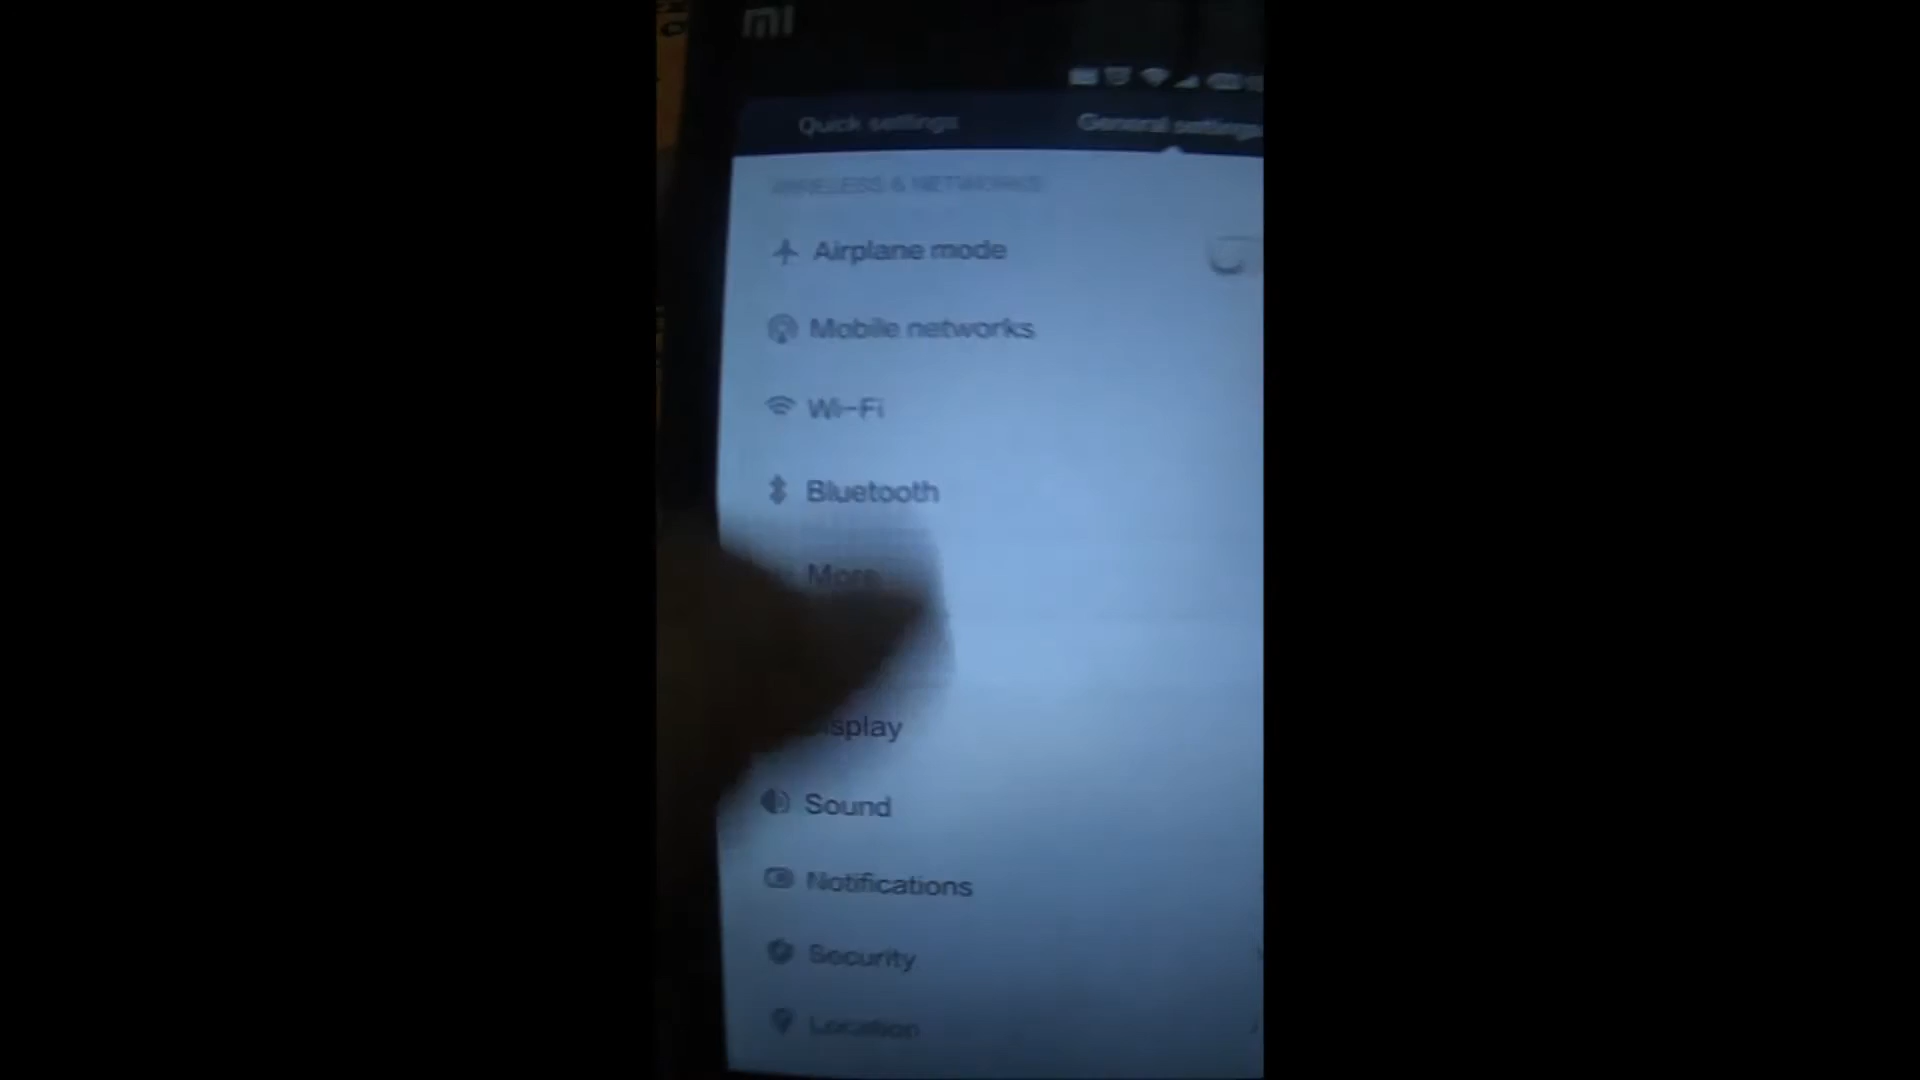 mi
Quick settings
General settings
WIRELESS & NETWORKS
Airplane mode
Mobile networks
Wi-Fi
Bluetooth
More
isplay
Sound
Notifications
Security
Location